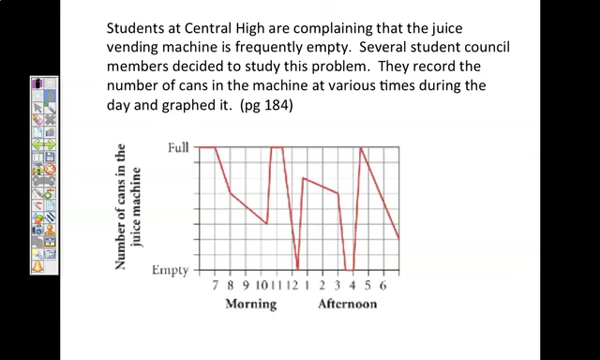 Students at Central High are complaining that the juice
vending machine is frequently empty.  Several student council
members decided to study this problem.  They record the
number of cans in the machine at various times during the
day and graphed it.  (pg 184)
Number of cans in the
juice machine
Full
Empty
7 8 9 10 11 12 1 2 3 4 5 6
Morning Afternoon